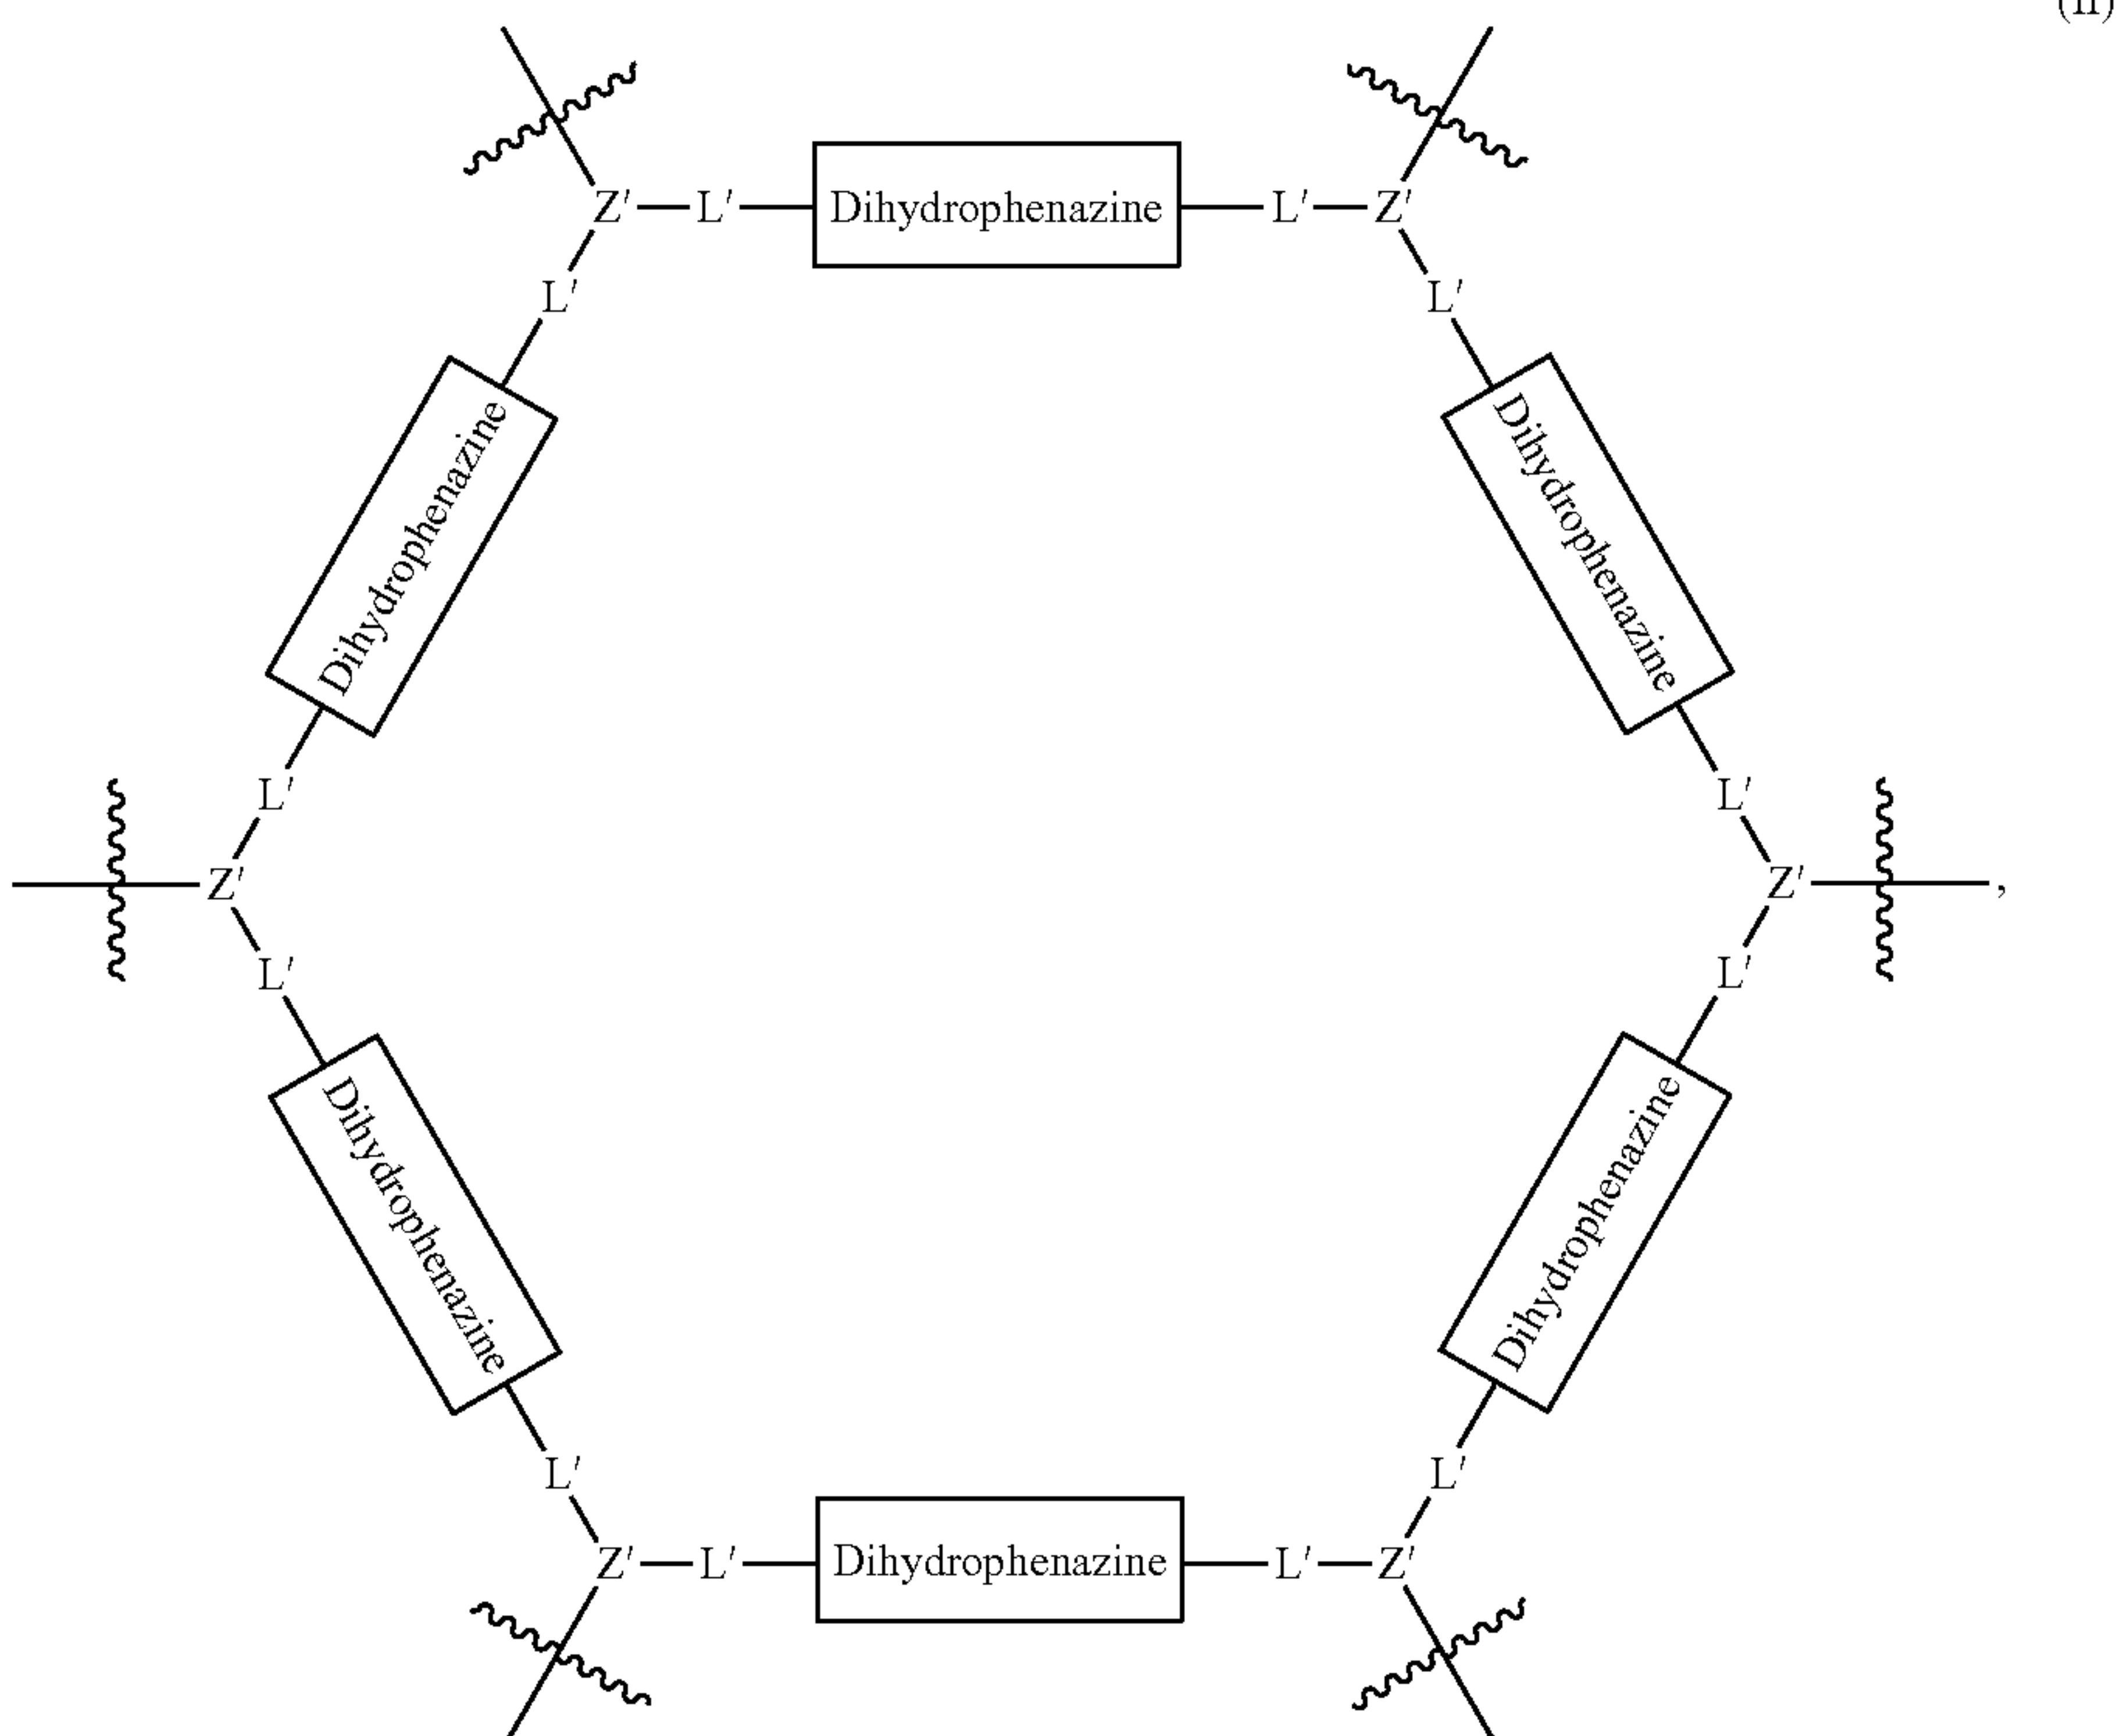 (ii)
Z' L' Dihydrophenazine L' Z'
L' L'
Dihydrophenazine Dihydrophenazine
L' L'
Z' Z' ,
L' L'
Dihydrophenazine Dihydrophenazine
L' L'
Z' L' Dihydrophenazine L' Z'